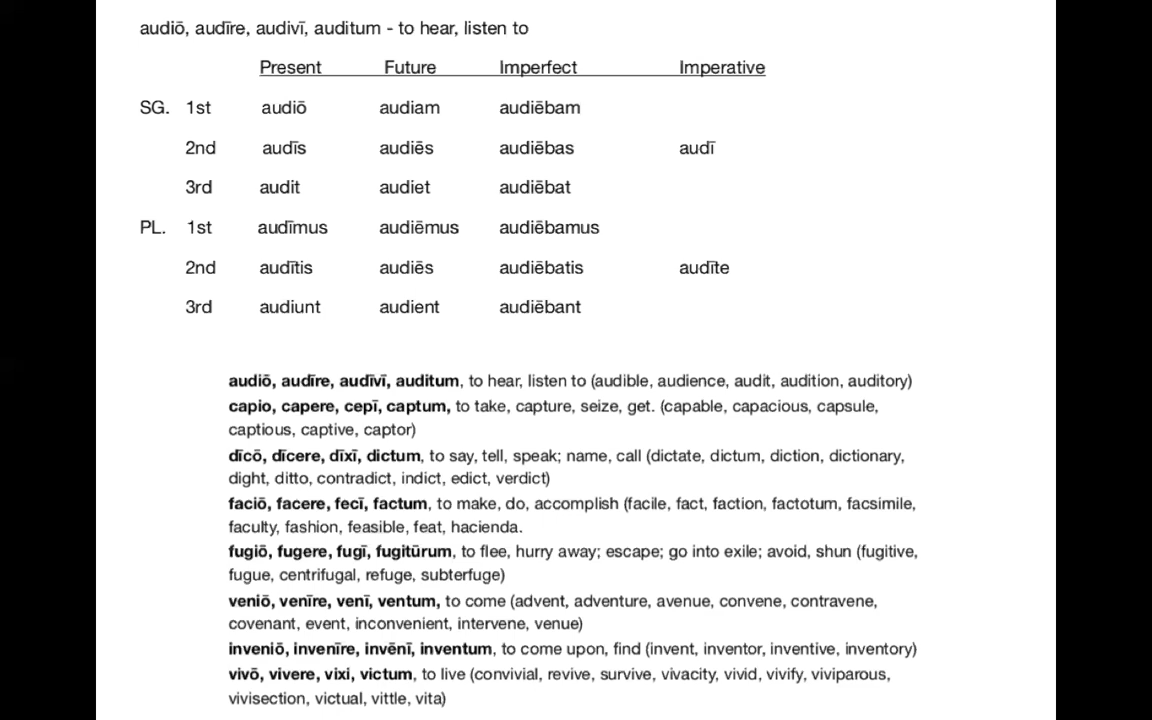 audiō, audīre, audivī, auditum - to hear, listen to
Present Future Imperfect Imperative
SG. 1st audiō audiam audiēbam
2nd audīs audiēs audiēbas audī
3rd audit audiet audiēbat
PL. 1st audīmus audiēmus audiēbamus
2nd audītis audiēs audiēbatis audīte
3rd audiunt audient audiēbant
audiō, audīre, audīvī, auditum, to hear, listen to (audible, audience, audit, audition, auditory)
capio, capere, cepī, captum, to take, capture, seize, get. (capable, capacious, capsule,
captious, captive, captor)
dīcō, dīcere, dīxī, dictum, to say, tell, speak; name, call (dictate, dictum, diction, dictionary,
dight, ditto, contradict, indict, edict, verdict)
faciō, facere, fecī, factum, to make, do, accomplish (facile, fact, faction, factotum, facsimile,
faculty, fashion, feasible, feat, hacienda.
fugiō, fugere, fugī, fugitūrum, to flee, hurry away; escape; go into exile; avoid, shun (fugitive,
fugue, centrifugal, refuge, subterfuge)
veniō, venīre, venī, ventum, to come (advent, adventure, avenue, convene, contravene,
covenant, event, inconvenient, intervene, venue)
inveniō, invenīre, invēnī, inventum, to come upon, find (invent, inventor, inventive, inventory)
vivō, vivere, vixi, victum, to live (convivial, revive, survive, vivacity, vivid, vivify, viviparous,
vivisection, victual, vittle, vita)